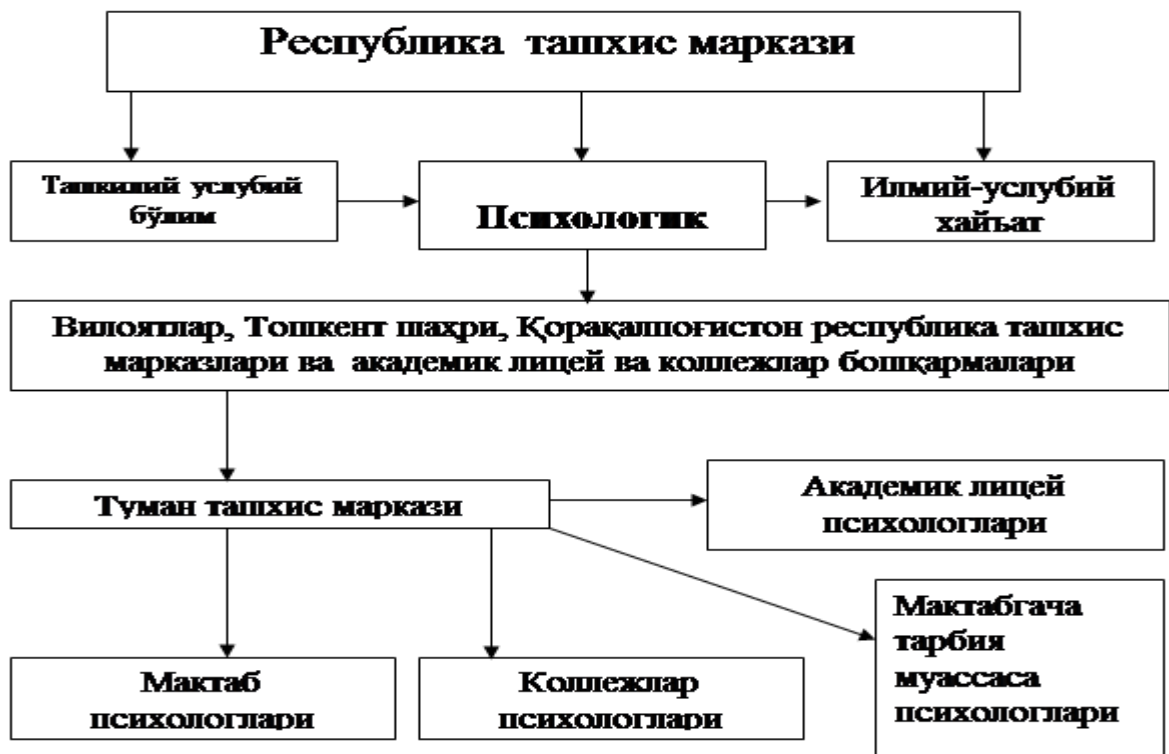 Республика ташхис маркази
Ташкилий услубий
бўлим
Психологик
Илмий-услубий
хайъат
Вилоятлар, Тошкент шаҳри, Қорақалпоғистон республика ташхис
марказлари ва академик лицей ва коллежлар бошқармалари
Туман ташхис маркази
Академик лицей
психологлари
Мактаб
психологлари
Коллежлар
психологлари
Мактабгача
тарбия
муассаса
психологлари